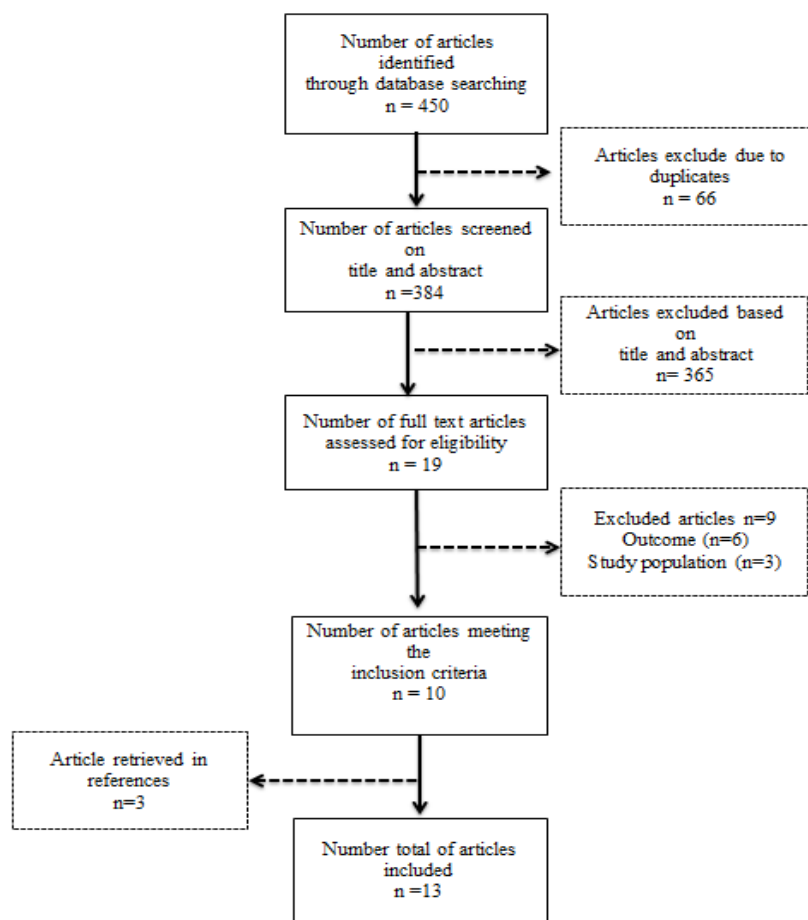 Number of articles
identified
through database searching
n = 450
Articles exclude due to
duplicates
n = 66
Number of articles screened
on
title and abstract
n =384
Articles excluded based
on
title and abstract
n= 365
Number of full text articles
assessed for eligibility
n = 19
Excluded articles n=9
Outcome (n=6)
Study population (n=3)
Number of articles meeting
the
inclusion criteria
n = 10
Article retrieved in
references
n=3
Number total of articles
included
n =13